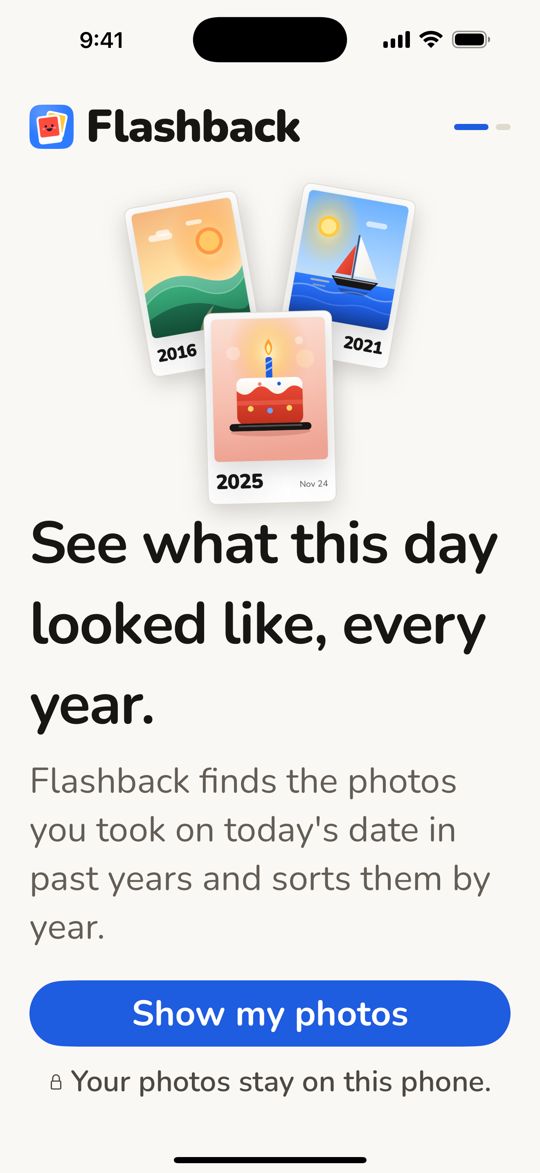 9:41
Flashback
2016
2021
2025
Nov 24
See what this day
looked like, every
year.
Flashback finds the photos
you took on today's date in
past years and sorts them by
year.
Show my photos
Your photos stay on this phone.